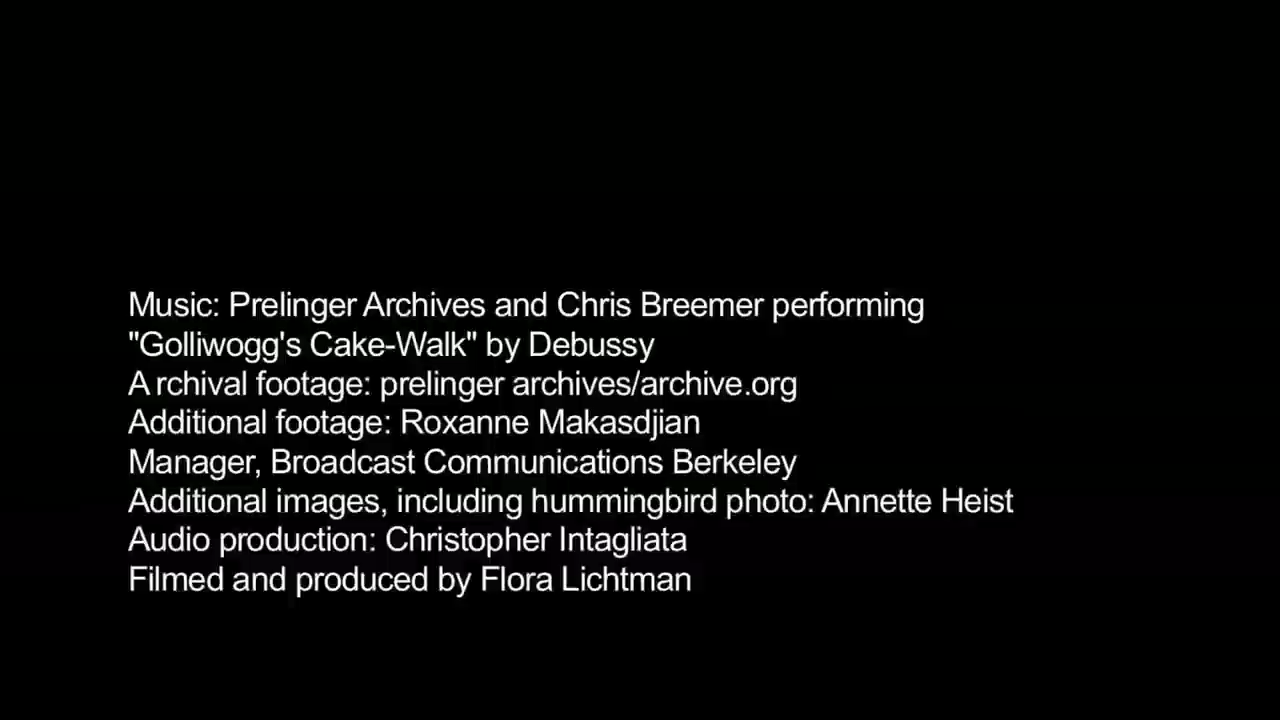 Music: Prelinger Archives and Chris Breemer performing
"Golliwogg's Cake-Walk" by Debussy
A rchival footage: prelinger archives/archive.org
Additional footage: Roxanne Makasdjian
Manager, Broadcast Communications Berkeley
Additional images, including hummingbird photo: Annette Heist
Audio production: Christopher Intagliata
Filmed and produced by Flora Lichtman